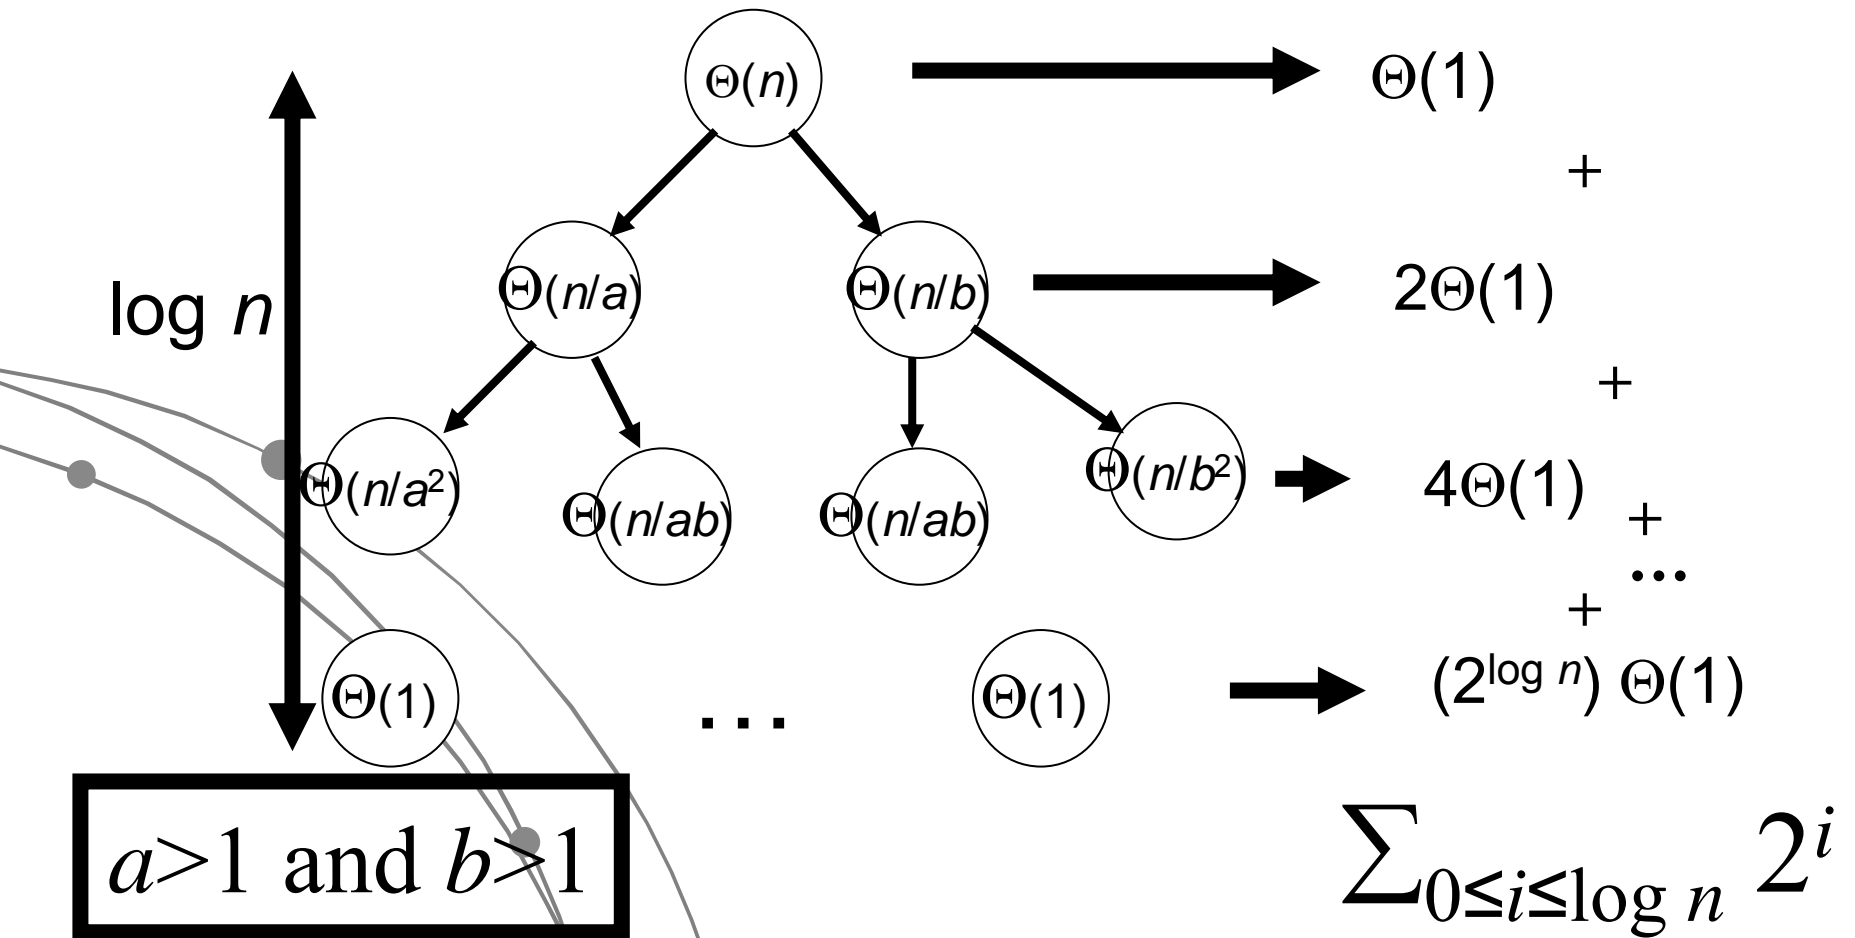 Θ(n) Θ(1)
+
log n Θ(n/a) Θ(n/b) 2Θ(1)
+
Θ(n/a²) Θ(n/ab) Θ(n/ab) Θ(n/b²) 4Θ(1)
+
...
+
Θ(1) ... Θ(1) (2^{log n}) Θ(1)
a>1 and b>1 ∑_{0≤i≤log n} 2^i